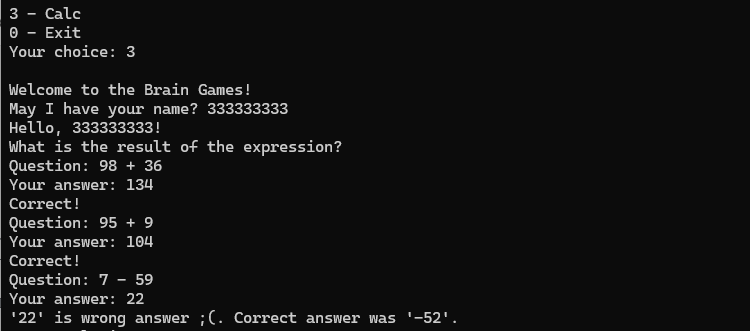 3 - Calc
0 - Exit
Your choice: 3
Welcome to the Brain Games!
May I have your name? 333333333
Hello, 333333333!
What is the result of the expression?
Question: 98 + 36
Your answer: 134
Correct!
Question: 95 + 9
Your answer: 104
Correct!
Question: 7 - 59
Your answer: 22
'22' is wrong answer ;(. Correct answer was '-52'.